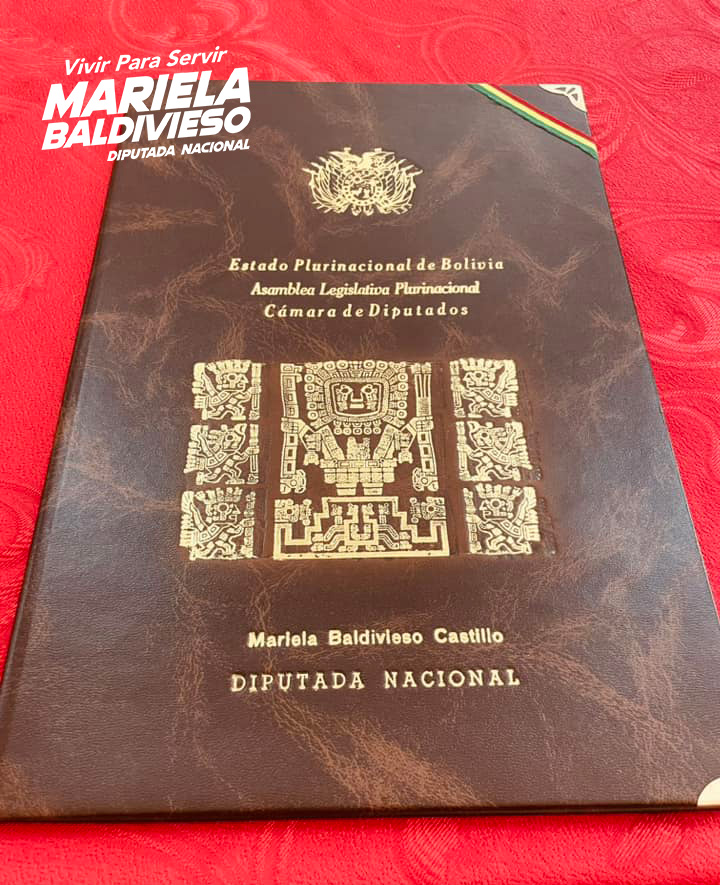 Vivir Para Servir
MARIELA
BALDIVIESO
DIPUTADA NACIONAL
Estado Plurinacional de Bolivia
Asamblea Legislativa Plurinacional
Cámara de Diputados
Mariela Baldivieso Castillo
DIPUTADA NACIONAL